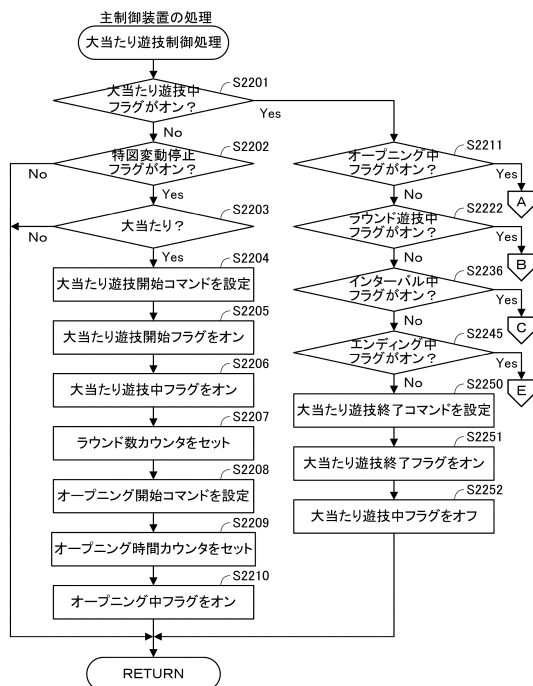 主制御装置の処理
大当たり遊技制御処理
S2201
大当たり遊技中
フラグがオン？
Yes
No
S2202
特図変動停止
フラグがオン？
No
Yes
S2203
大当たり？
No
Yes
S2204
大当たり遊技開始コマンドを設定
S2205
大当たり遊技開始フラグをオン
S2206
大当たり遊技中フラグをオン
S2207
ラウンド数カウンタをセット
S2208
オープニング開始コマンドを設定
S2209
オープニング時間カウンタをセット
S2210
オープニング中フラグをオン
S2211
オープニング中
フラグがオン？
Yes
A
No
S2222
ラウンド遊技中
フラグがオン？
Yes
B
No
S2236
インターバル中
フラグがオン？
Yes
C
No
S2245
エンディング中
フラグがオン？
Yes
E
No
S2250
大当たり遊技終了コマンドを設定
S2251
大当たり遊技終了フラグをオン
S2252
大当たり遊技中フラグをオフ
RETURN